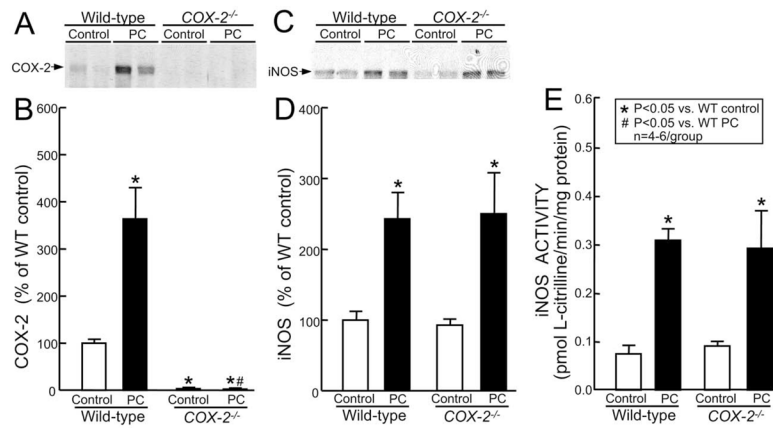 A
Wild-type
COX-2-/-
Control
PC
Control
PC
COX-2
B
COX-2 (% of WT control)
600
500
400
300
200
100
0
*
*
*#
Control
PC
Control
PC
Wild-type
COX-2-/-
C
Wild-type
COX-2-/-
Control
PC
Control
PC
iNOS
D
iNOS (% of WT control)
400
300
200
100
0
*
*
Control
PC
Control
PC
Wild-type
COX-2-/-
E
iNOS ACTIVITY
(pmol L-citrilline/min/mg protein)
* P<0.05 vs. WT control
# P<0.05 vs. WT PC
n=4-6/group
0.6
0.5
0.4
0.3
0.2
0.1
0.0
*
*
Control
PC
Control
PC
Wild-type
COX-2-/-